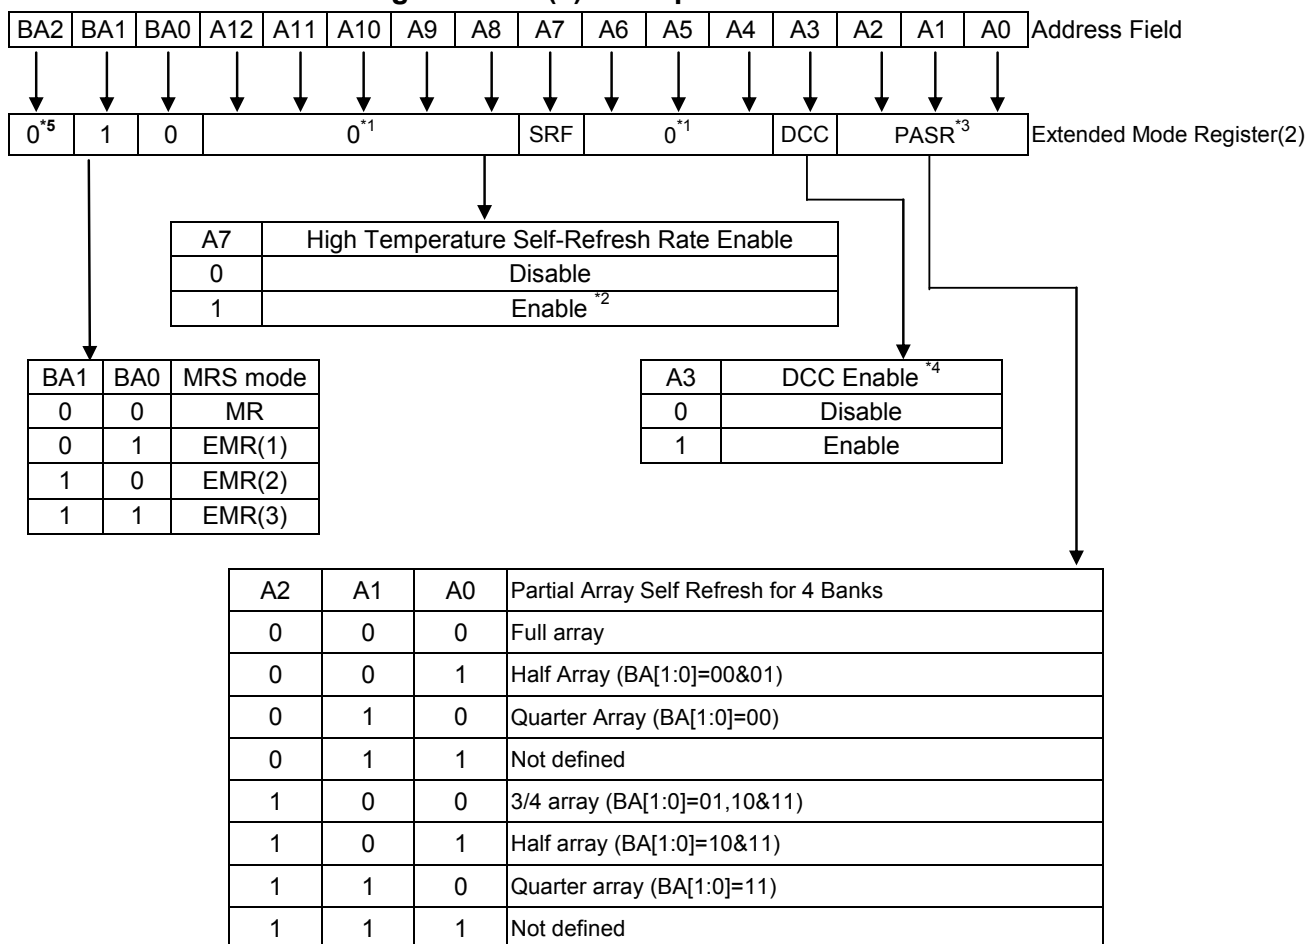 BA2 BA1 BA0 A12 A11 A10 A9 A8 A7 A6 A5 A4 A3 A2 A1 A0 Address Field
0*5 1 0 0*1 SRF 0*1 DCC PASR*3 Extended Mode Register(2)
A7 High Temperature Self-Refresh Rate Enable
0 Disable
1 Enable *2
BA1 BA0 MRS mode
0 0 MR
0 1 EMR(1)
1 0 EMR(2)
1 1 EMR(3)
A3 DCC Enable *4
0 Disable
1 Enable
A2 A1 A0 Partial Array Self Refresh for 4 Banks
0 0 0 Full array
0 0 1 Half Array (BA[1:0]=00&01)
0 1 0 Quarter Array (BA[1:0]=00)
0 1 1 Not defined
1 0 0 3/4 array (BA[1:0]=01,10&11)
1 0 1 Half array (BA[1:0]=10&11)
1 1 0 Quarter array (BA[1:0]=11)
1 1 1 Not defined